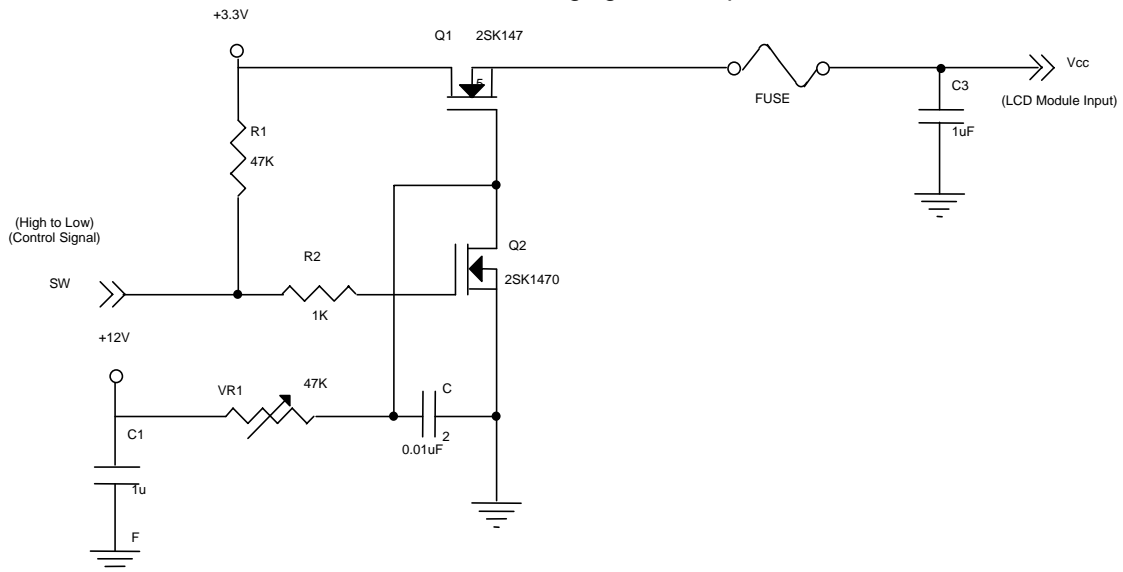 +3.3V
Q1 2SK147
5
Vcc
FUSE
C3
(LCD Module Input)
R1
1uF
47K
(High to Low)
(Control Signal)
Q2
R2
SW
2SK1470
1K
+12V
VR1
47K
C
C1
2
0.01uF
1u
F